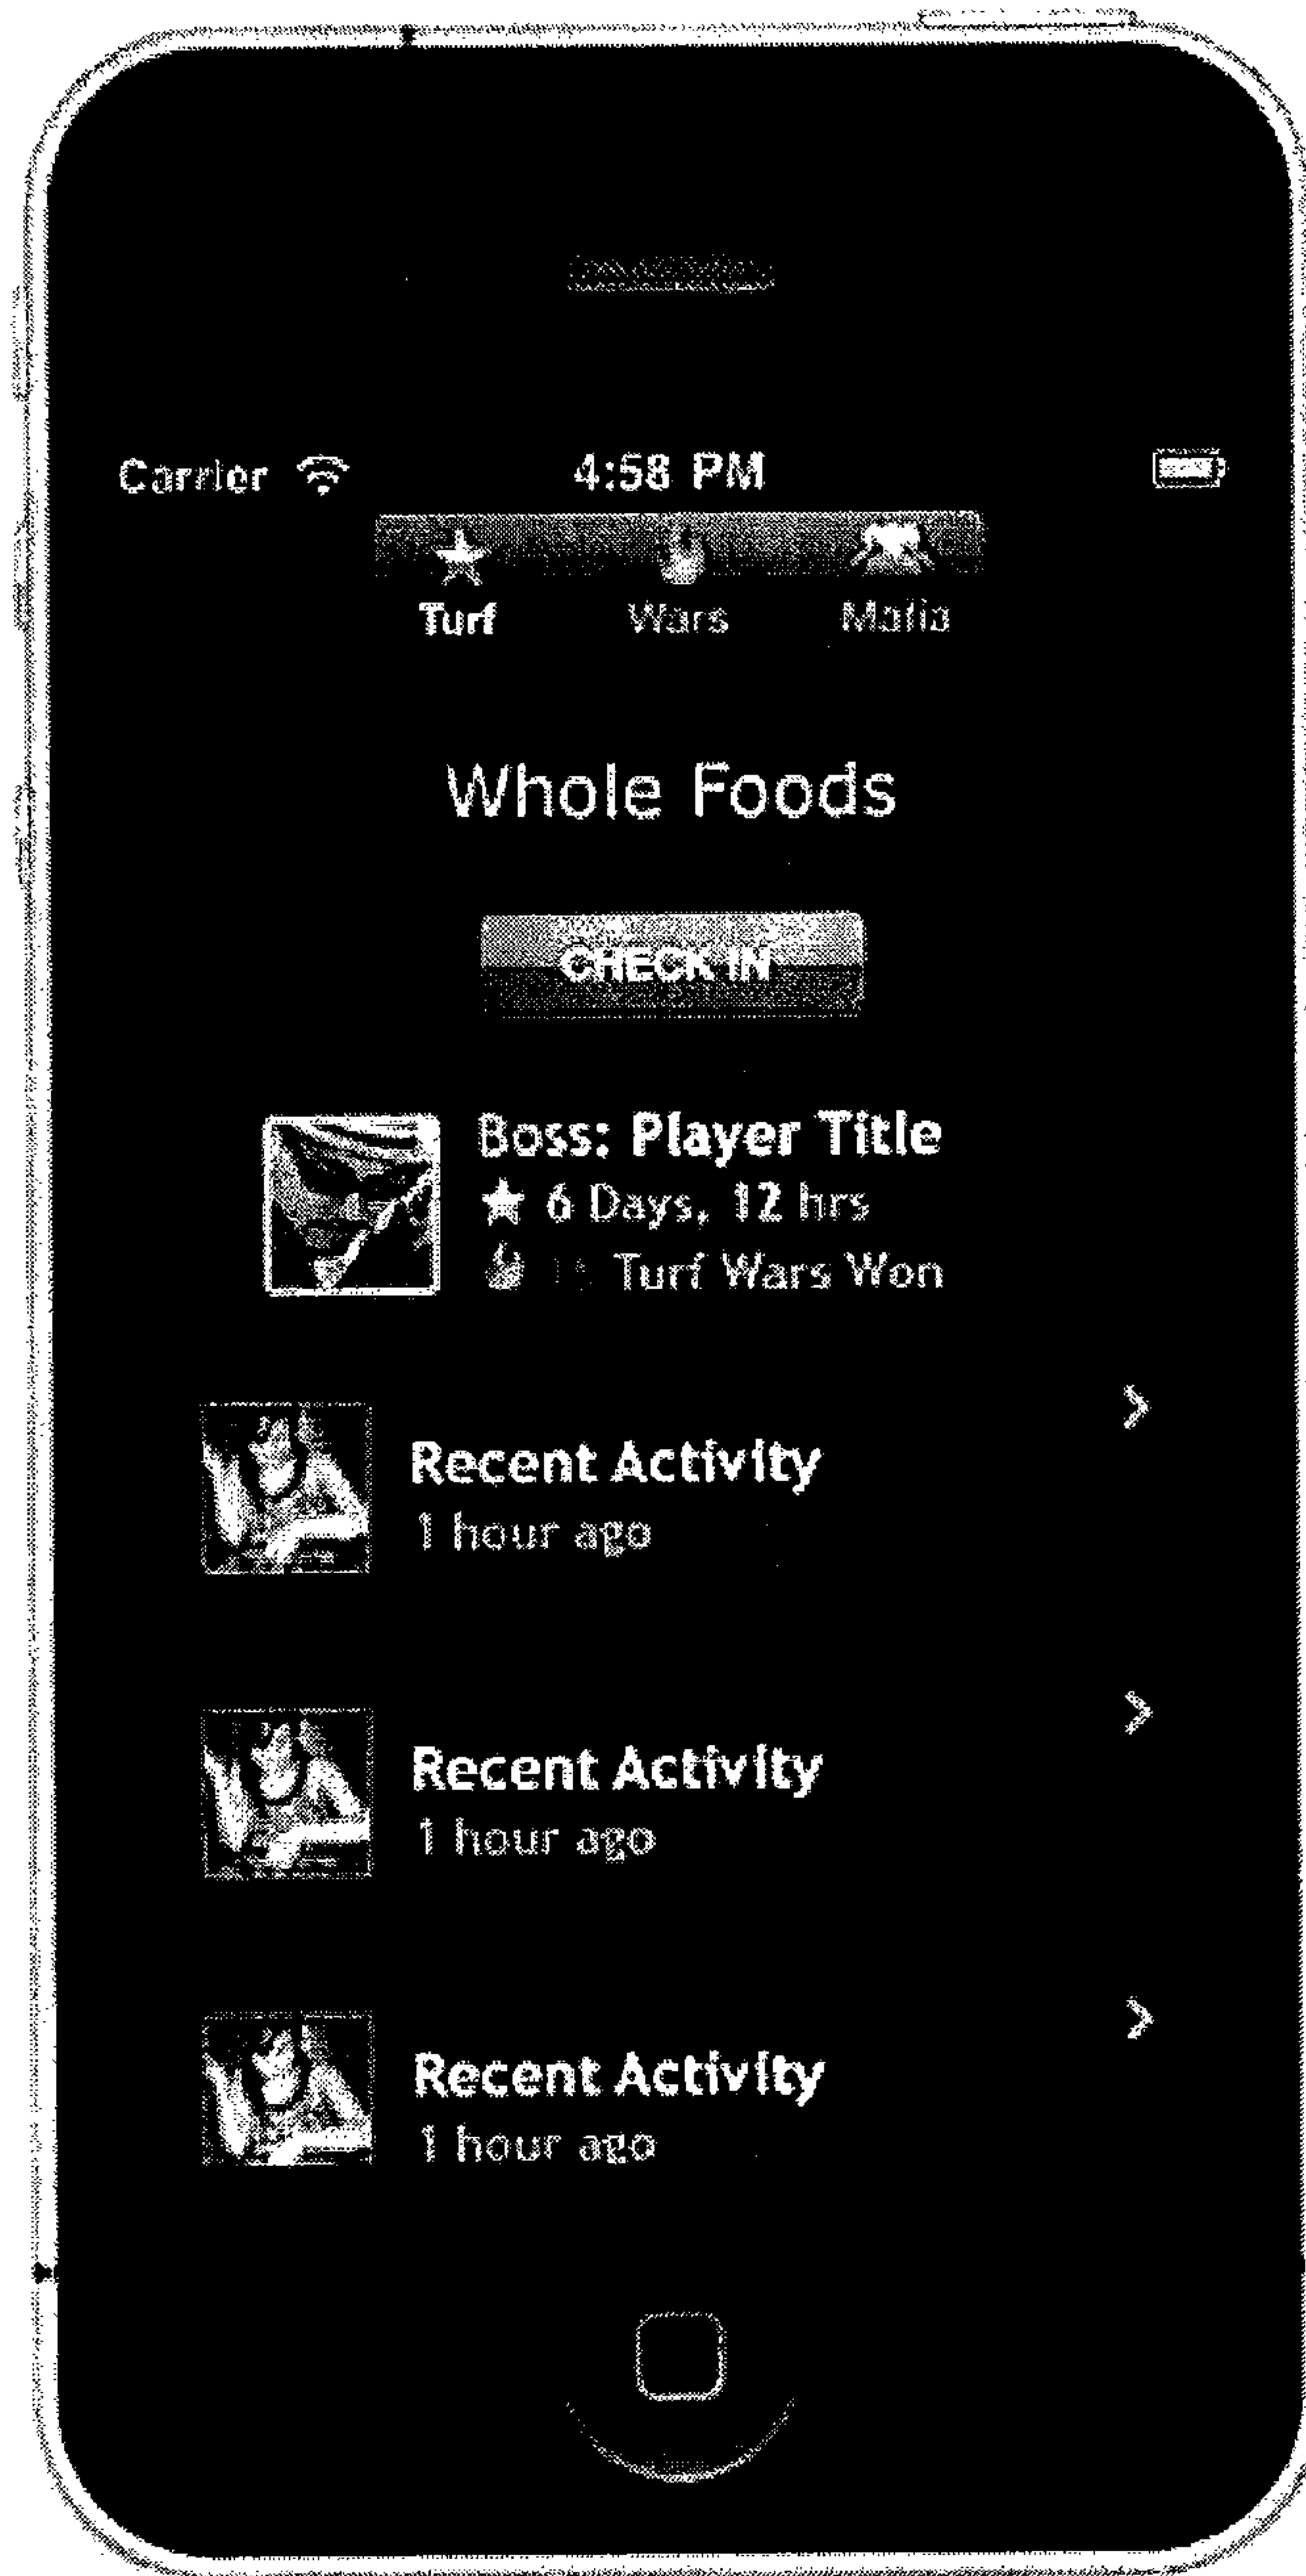 Carrier 4:58 PM
Turf Wars Mafia
Whole Foods
CHECK IN
Boss: Player Title
6 Days, 12 hrs
Turf Wars Won
Recent Activity
1 hour ago
Recent Activity
1 hour ago
Recent Activity
1 hour ago